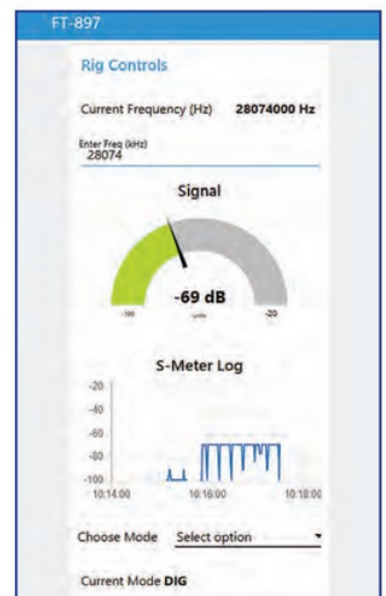 FT-897
Rig Controls
Current Frequency (Hz) 28074000 Hz
Enter Freq (kHz)
28074
Signal
-69 dB
-100 units -20
S-Meter Log
-20
-40
-60
-80
-100
10:14:00 10:16:00 10:18:00
Choose Mode Select option
Current Mode DIG